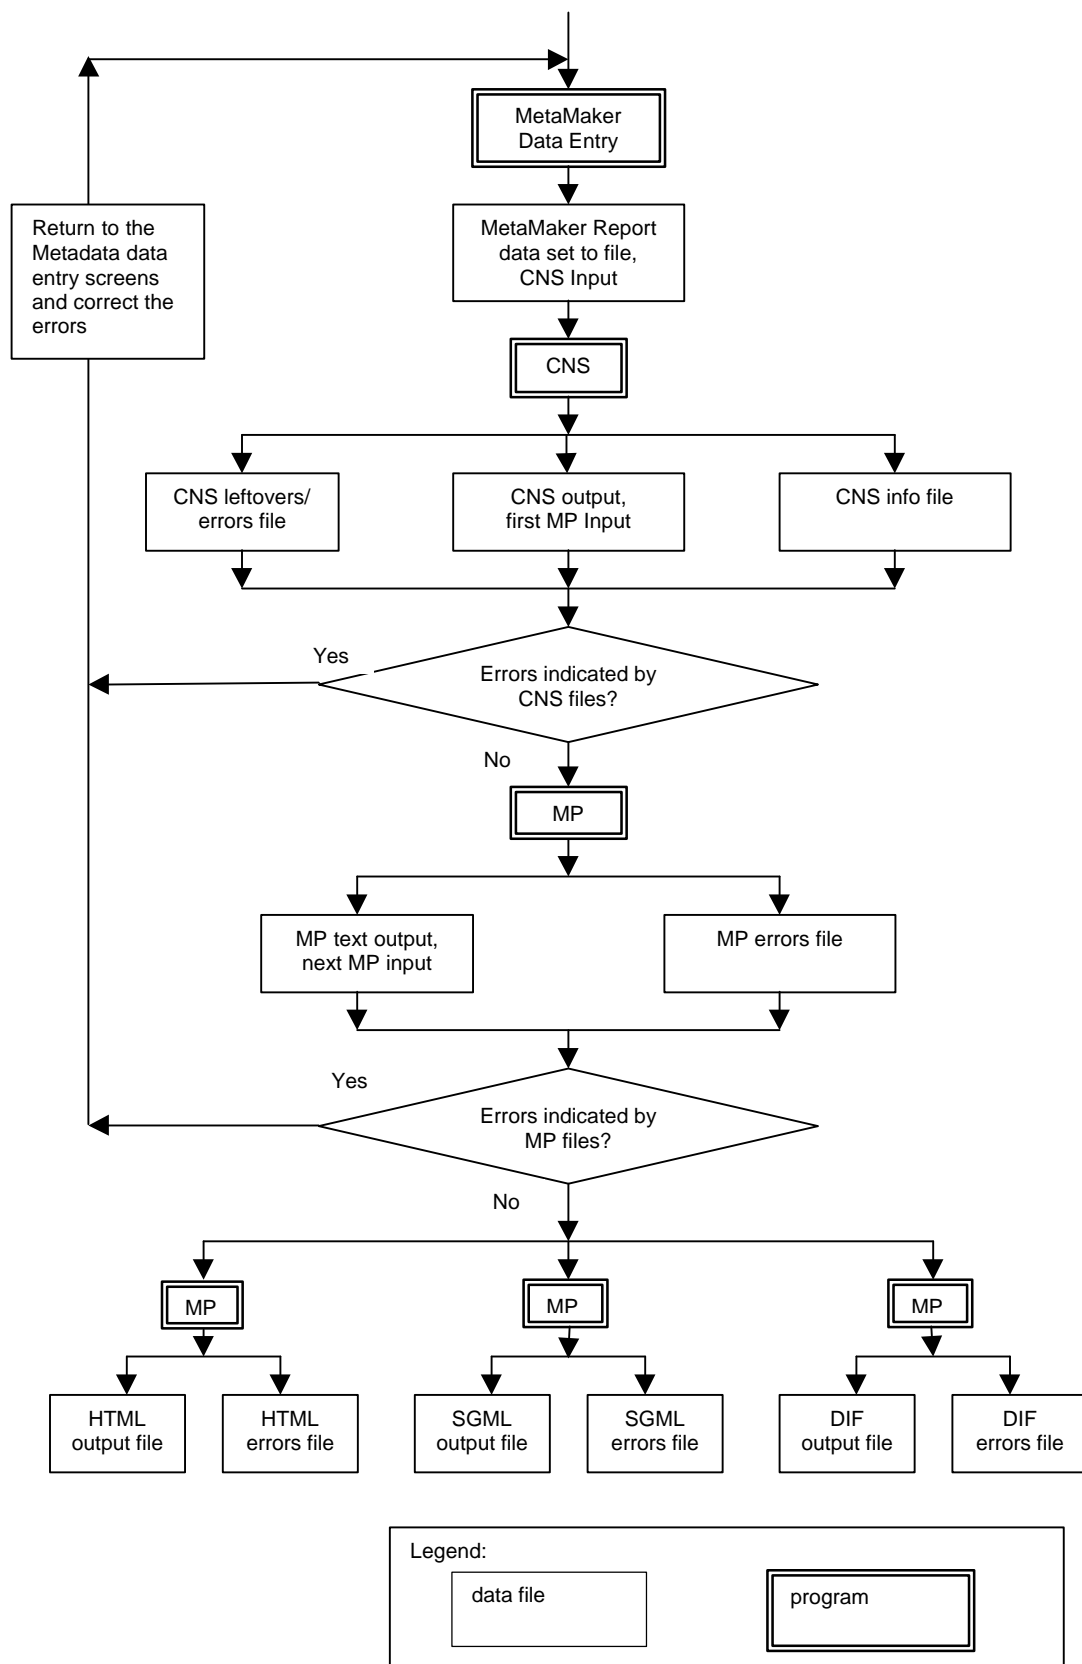 MetaMaker
Data Entry
Return to the
Metadata data
entry screens
and correct the
errors
MetaMaker Report
data set to file,
CNS Input
CNS
CNS leftovers/
errors file
CNS output,
first MP Input
CNS info file
Yes
Errors indicated by
CNS files?
No
MP
MP text output,
next MP input
MP errors file
Yes
Errors indicated by
MP files?
No
MP
MP
MP
HTML
output file
HTML
errors file
SGML
output file
SGML
errors file
DIF
output file
DIF
errors file
Legend:
data file
program